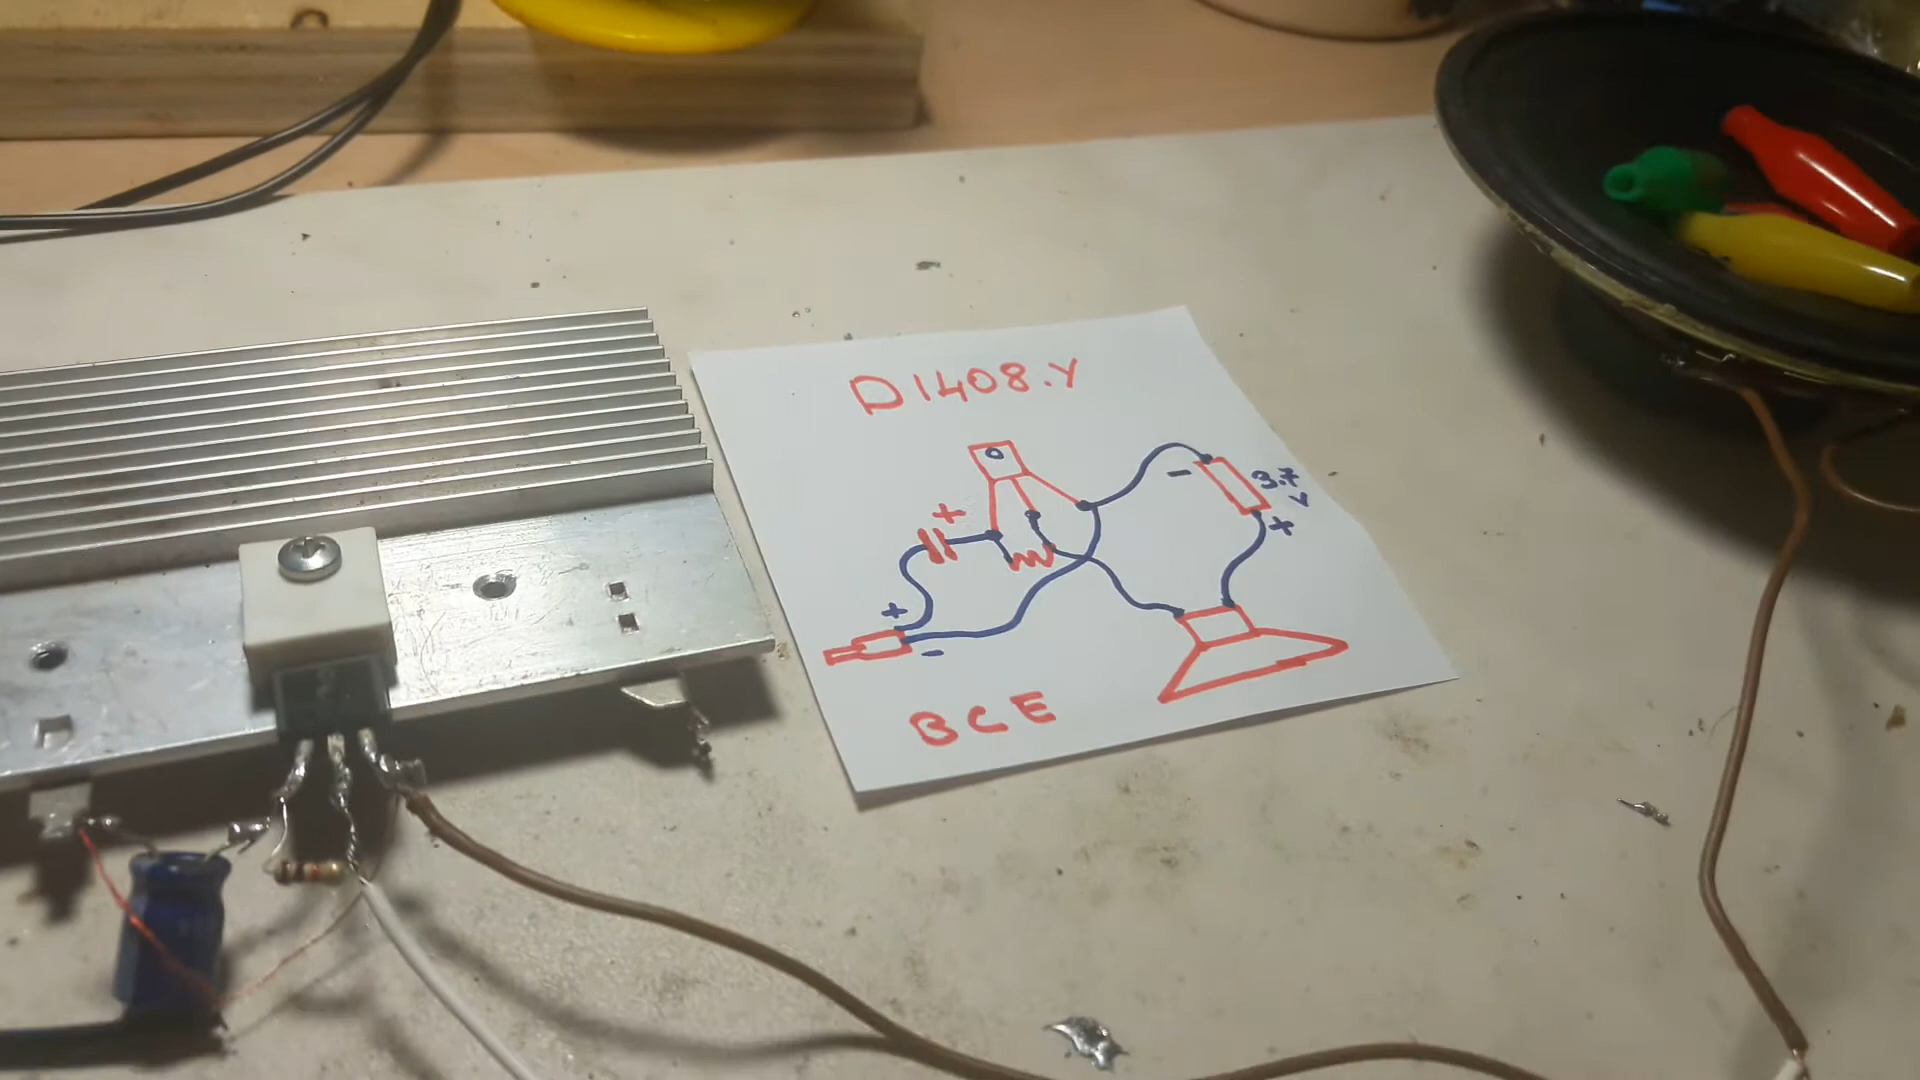 D1408.Y
+
-
3.7
V
+
+
-
BCE